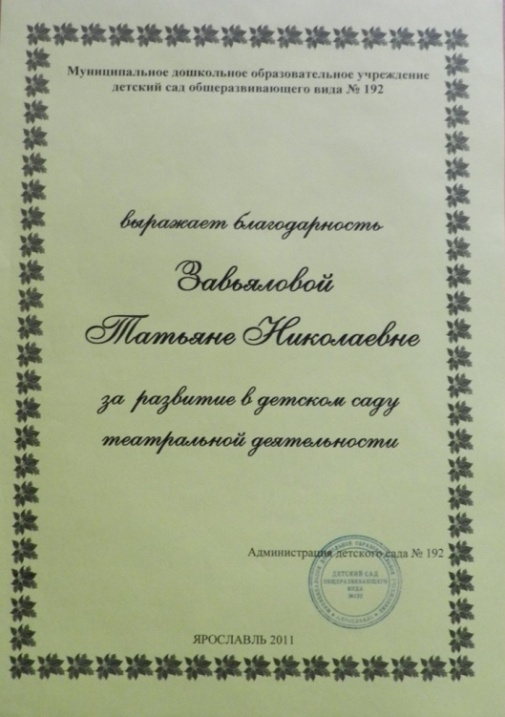 Муниципальное дошкольное образовательное учреждение
детский сад общеразвивающего вида № 192
выражает благодарность
Завьяловой
Татьяне Николаевне
за развитие в детском саду
театральной деятельности
Администрация детского сада № 192
ДЕТСКИЙ САД
ОБЩЕРАЗВИВАЮЩЕГО
ВИДА
№192
ЯРОСЛАВЛЬ 2011